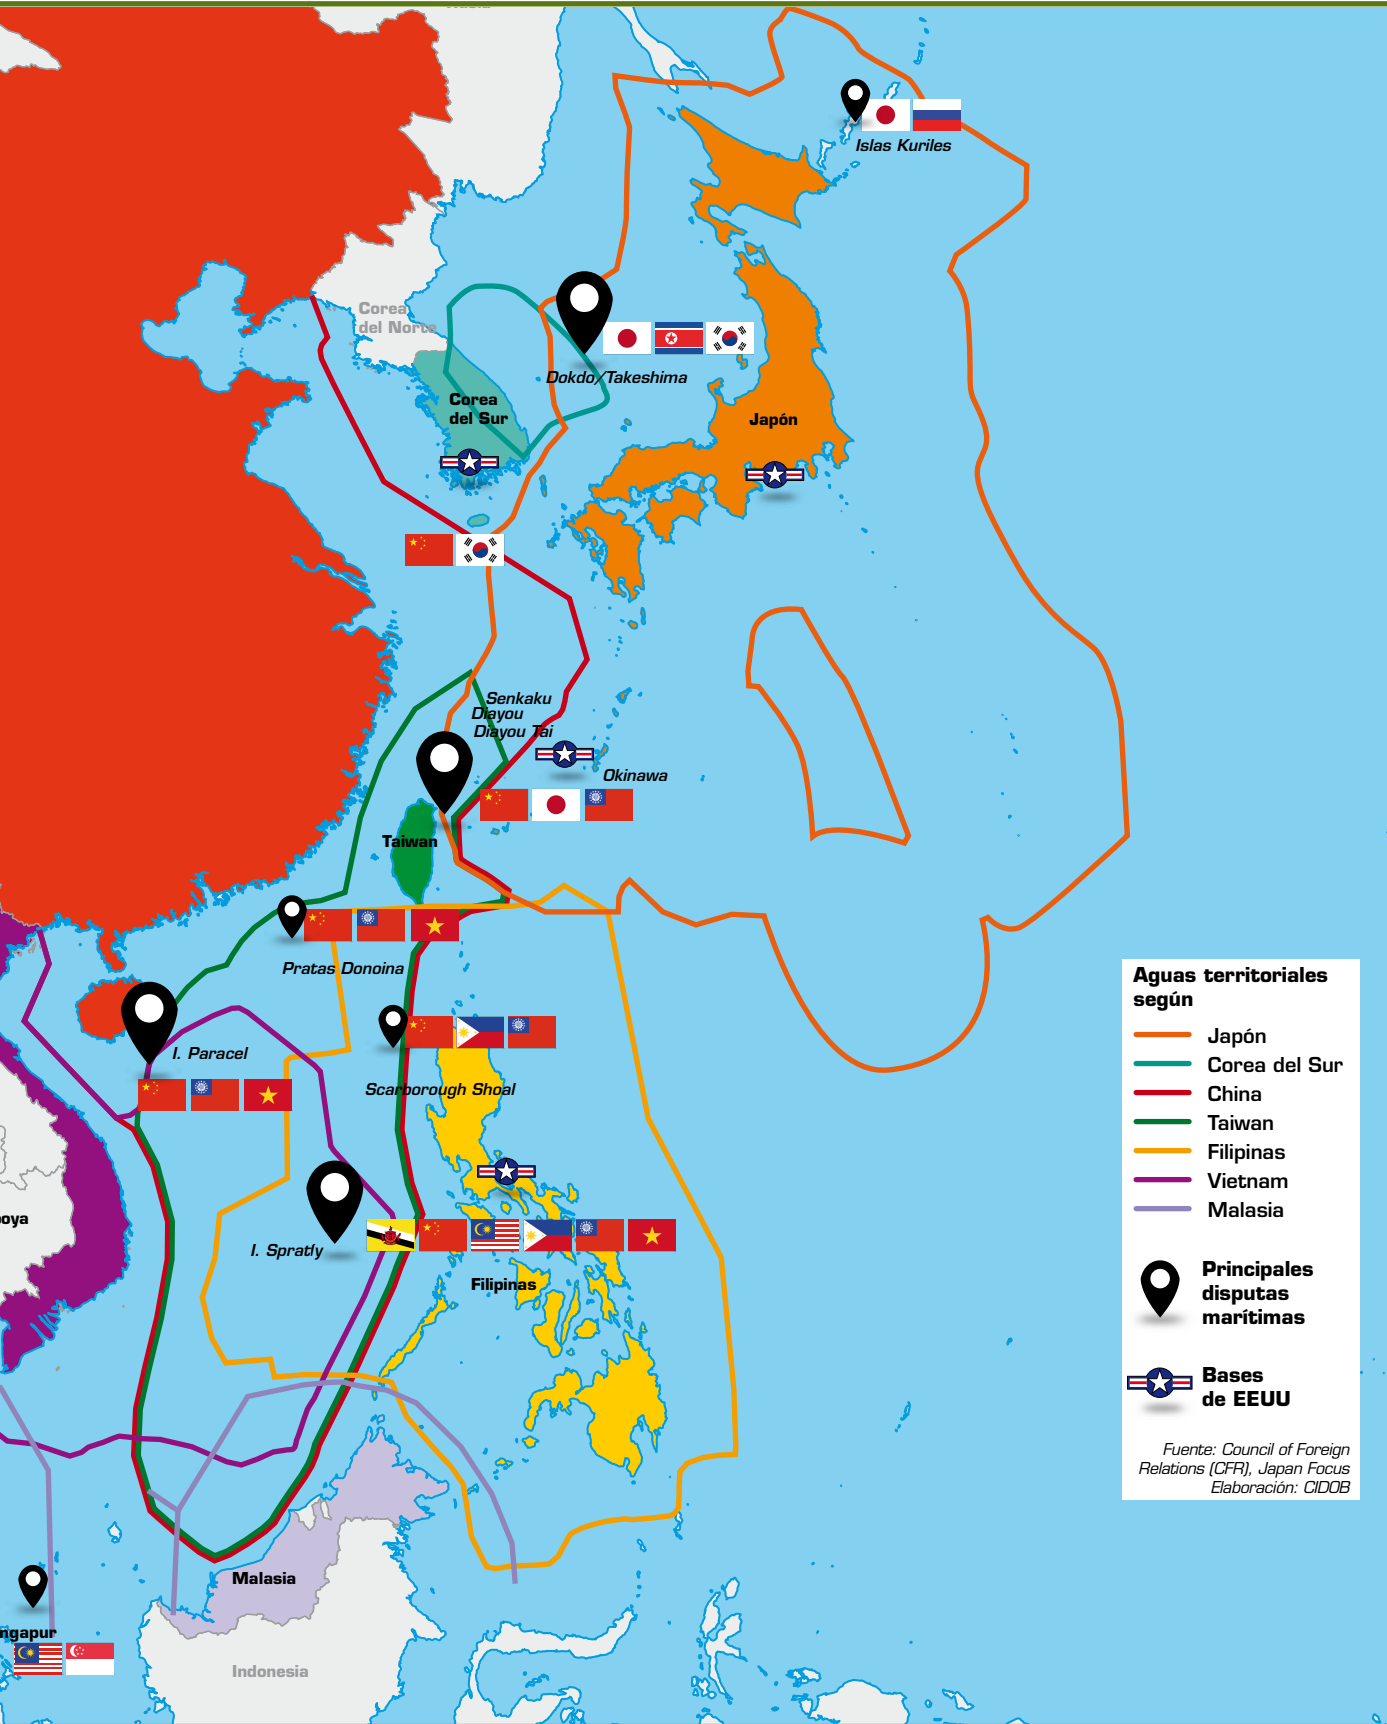 Islas Kuriles
Corea
del Norte
Dokdo/Takeshima
Corea
del Sur
Japón
Senkaku
Diayou
Diayou Tai
Okinawa
Taiwan
Pratas Donoina
I. Paracel
Scarborough Shoal
oya
I. Spratly
Filipinas
Malasia
ngapur
Indonesia
Aguas territoriales
según
Japón
Corea del Sur
China
Taiwan
Filipinas
Vietnam
Malasia
Principales
disputas
marítimas
Bases
de EEUU
Fuente: Council of Foreign
Relations (CFR), Japan Focus
Elaboración: CIDOB